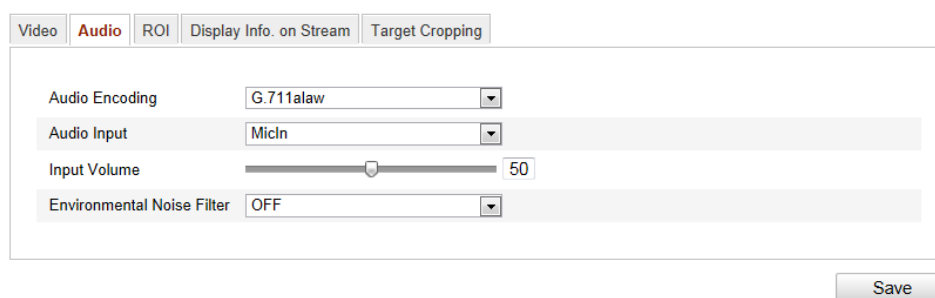 Video Audio ROI Display Info. on Stream Target Cropping
Audio Encoding G.711alaw
Audio Input MicIn
Input Volume 50
Environmental Noise Filter OFF
Save